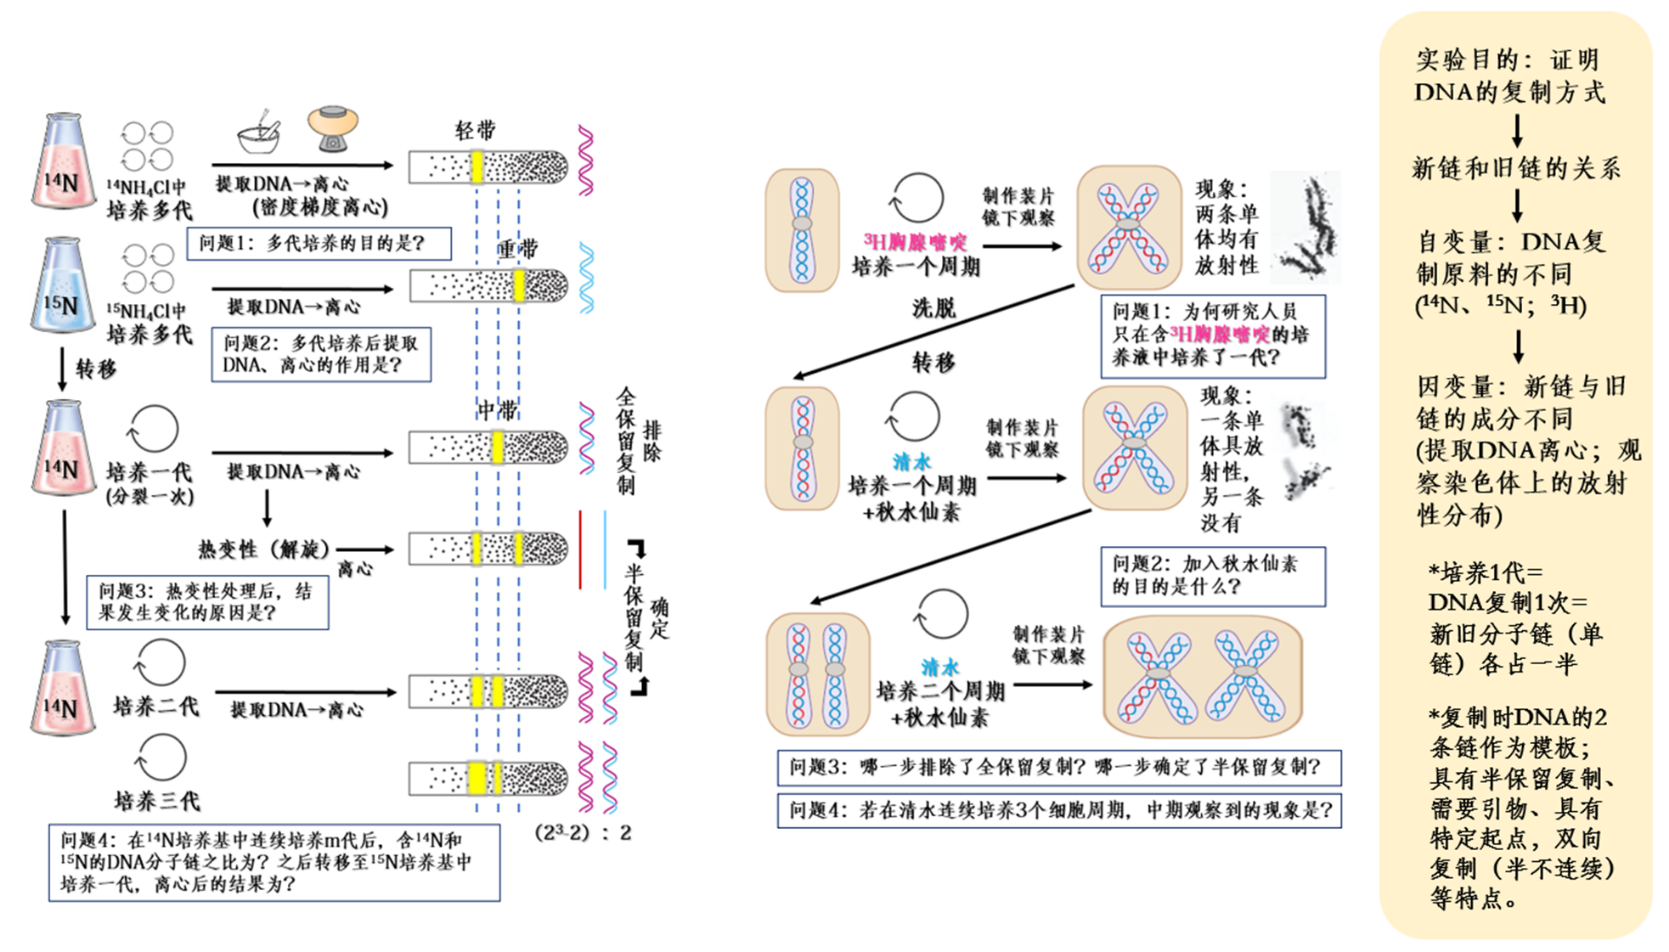 轻带
14N
14NH4Cl中
培养多代
提取DNA→离心
(密度梯度离心)
问题1：多代培养的目的是？
重带
15N
15NH4Cl中
培养多代
提取DNA→离心
问题2：多代培养后提取
DNA、离心的作用是？
转移
中带
14N
培养一代
(分裂一次)
提取DNA→离心
全保留复制
排除
热变性（解旋）
离心
问题3：热变性处理后，结
果发生变化的原因是？
半保留复制
确定
14N
培养二代
提取DNA→离心
培养三代
(2³-2)：2
问题4：在14N培养基中连续培养m代后，含14N和
15N的DNA分子链之比为？之后转移至15N培养基中
培养一代，离心后的结果为？
3H胸腺嘧啶
培养一个周期
制作装片
镜下观察
现象：
两条单
体均有
放射性
洗脱
转移
问题1：为何研究人员
只在含3H胸腺嘧啶的培
养液中培养了一代？
清水
培养一个周期
+秋水仙素
制作装片
镜下观察
现象：
一条单
体具放
射性，
另一条
没有
问题2：加入秋水仙素
的目的是什么？
清水
培养二个周期
+秋水仙素
制作装片
镜下观察
问题3：哪一步排除了全保留复制？哪一步确定了半保留复制？
问题4：若在清水连续培养3个细胞周期，中期观察到的现象是？
实验目的：证明
DNA的复制方式
新链和旧链的关系
自变量：DNA复
制原料的不同
(14N、15N；3H)
因变量：新链与旧
链的成分不同
(提取DNA离心；观
察染色体上的放射
性分布)
*培养1代=
DNA复制1次=
新旧分子链（单
链）各占一半
*复制时DNA的2
条链作为模板；
具有半保留复制、
需要引物、具有
特定起点，双向
复制（半不连续）
等特点。